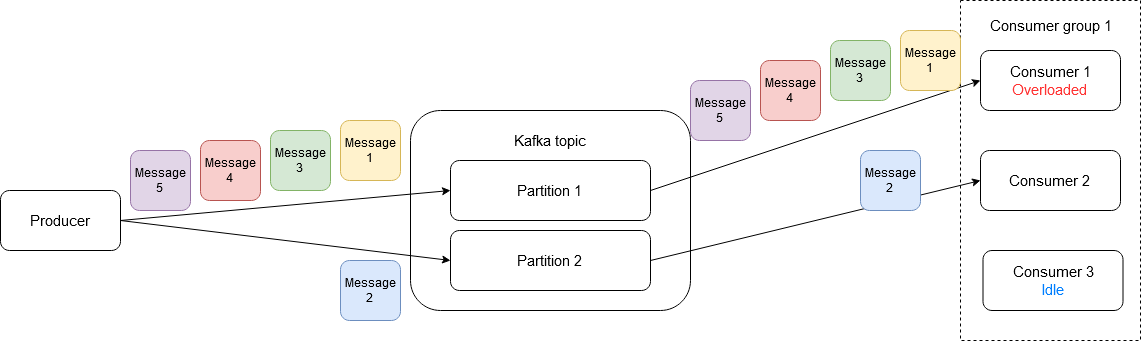 Producer
Message
5
Message
4
Message
3
Message
1
Message
2
Kafka topic
Partition 1
Partition 2
Message
5
Message
4
Message
3
Message
1
Message
2
Consumer group 1
Consumer 1
Overloaded
Consumer 2
Consumer 3
Idle